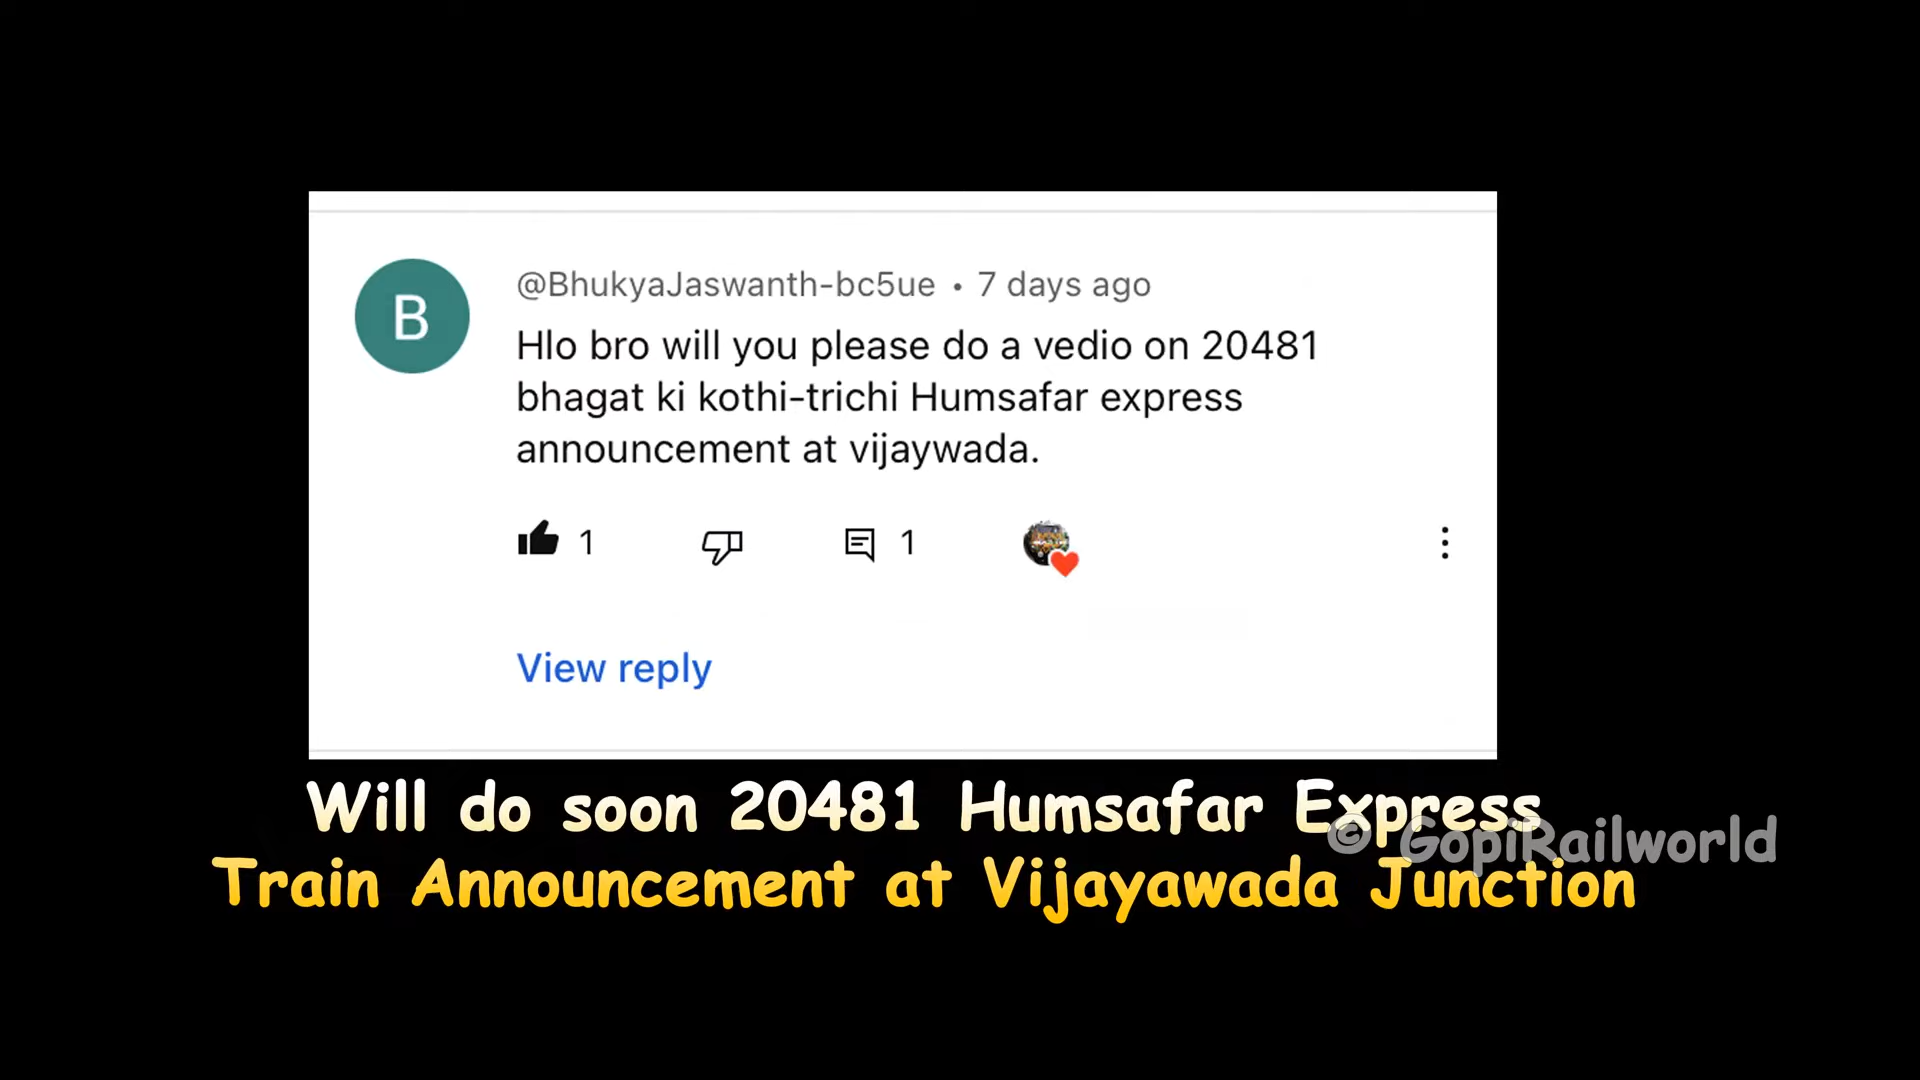 B
@BhukyaJaswanth-bc5ue • 7 days ago
Hlo bro will you please do a vedio on 20481
bhagat ki kothi-trichi Humsafar express
announcement at vijaywada.
1
1
View reply
Will do soon 20481 Humsafar Express
© GopiRailworld
Train Announcement at Vijayawada Junction